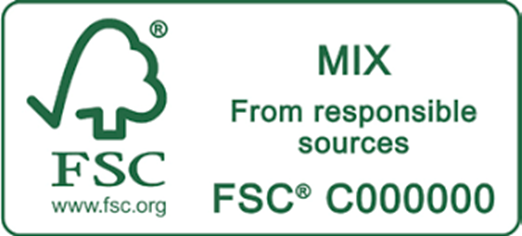 ®
FSC
www.fsc.org
MIX
From responsible
sources
FSC® C000000